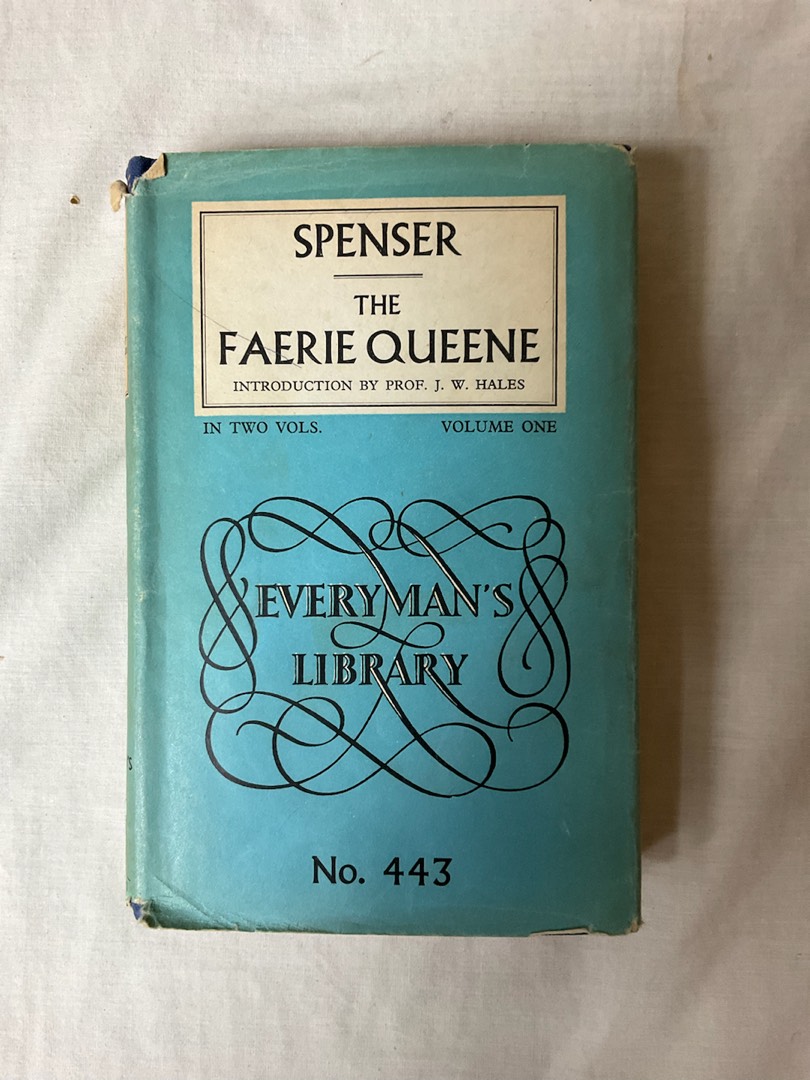 SPENSER
THE
FAERIE QUEENE
INTRODUCTION BY PROF. J. W. HALES
IN TWO VOLS. VOLUME ONE
EVERYMAN'S
LIBRARY
No. 443